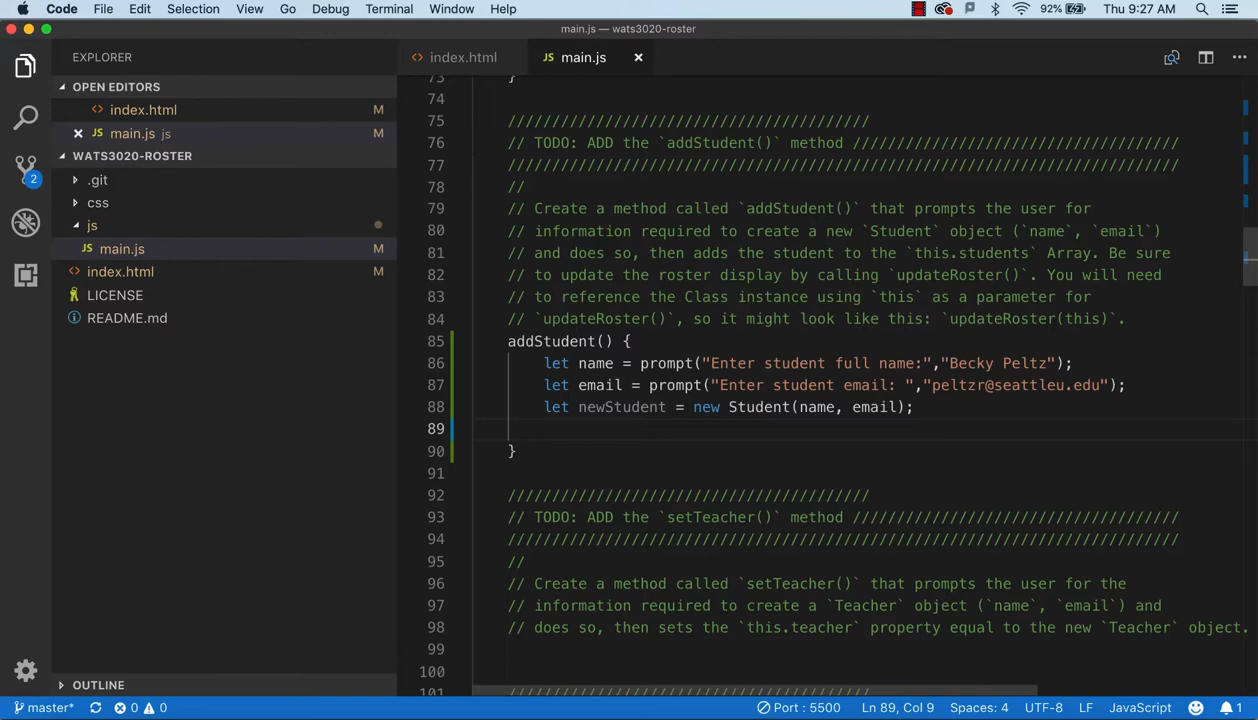 Code File Edit Selection View Go Debug Terminal Window Help 92% Thu 9:27 AM
main.js — wats3020-roster
EXPLORER
OPEN EDITORS
index.html M
main.js js M
WATS3020-ROSTER
.git
css
js
main.js M
index.html M
LICENSE
README.md
OUTLINE
2
index.html JS main.js
73 }
74
75 /////////////////////////////////////////
76 // TODO: ADD the `addStudent()` method /////////////////////////////////////
77 ////////////////////////////////////////////////////////////////////////////
78 //
79 // Create a method called `addStudent()` that prompts the user for
80 // information required to create a new `Student` object (`name`, `email`)
81 // and does so, then adds the student to the `this.students` Array. Be sure
82 // to update the roster display by calling `updateRoster()`. You will need
83 // to reference the Class instance using `this` as a parameter for
84 // `updateRoster()`, so it might look like this: `updateRoster(this)`.
85 addStudent() {
86 let name = prompt("Enter student full name:","Becky Peltz");
87 let email = prompt("Enter student email: ","peltzr@seattleu.edu");
88 let newStudent = new Student(name, email);
89
90 }
91
92 /////////////////////////////////////////
93 // TODO: ADD the `setTeacher()` method /////////////////////////////////////
94 ////////////////////////////////////////////////////////////////////////////
95 //
96 // Create a method called `setTeacher()` that prompts the user for the
97 // information required to create a `Teacher` object (`name`, `email`) and
98 // does so, then sets the `this.teacher` property equal to the new `Teacher` object.
99
100
101 /////////////////////////////////////////
master* 0 0 Port : 5500 Ln 89, Col 9 Spaces: 4 UTF-8 LF JavaScript 1